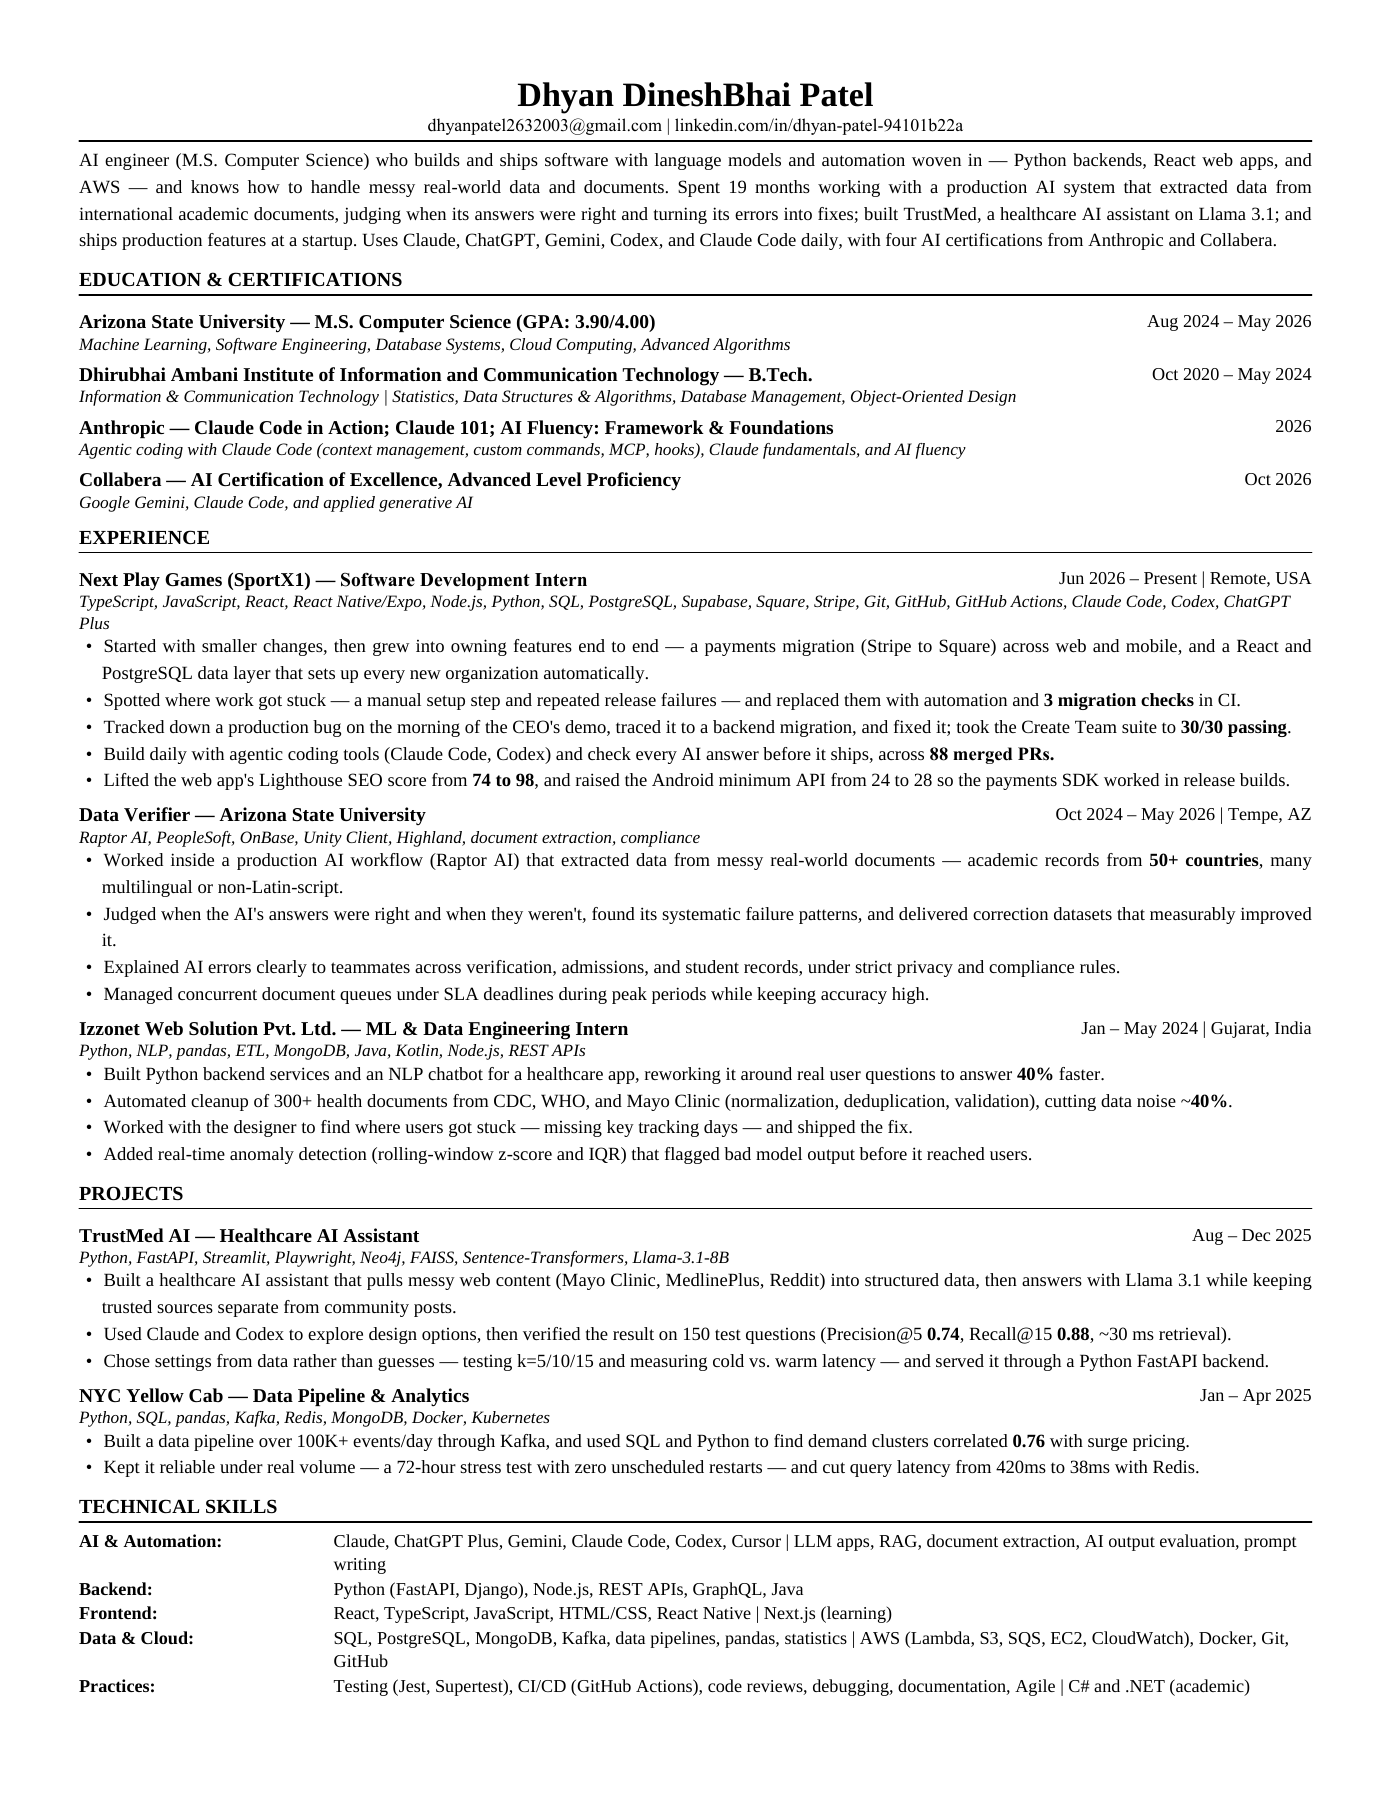 Dhyan DineshBhai Patel
dhyanpatel2632003@gmail.com | linkedin.com/in/dhyan-patel-94101b22a
AI engineer (M.S. Computer Science) who builds and ships software with language models and automation woven in — Python backends, React web apps, and
AWS — and knows how to handle messy real-world data and documents. Spent 19 months working with a production AI system that extracted data from
international academic documents, judging when its answers were right and turning its errors into fixes; built TrustMed, a healthcare AI assistant on Llama 3.1; and
ships production features at a startup. Uses Claude, ChatGPT, Gemini, Codex, and Claude Code daily, with four AI certifications from Anthropic and Collabera.
EDUCATION & CERTIFICATIONS
Arizona State University — M.S. Computer Science (GPA: 3.90/4.00) Aug 2024 – May 2026
Machine Learning, Software Engineering, Database Systems, Cloud Computing, Advanced Algorithms
Dhirubhai Ambani Institute of Information and Communication Technology — B.Tech. Oct 2020 – May 2024
Information & Communication Technology | Statistics, Data Structures & Algorithms, Database Management, Object-Oriented Design
Anthropic — Claude Code in Action; Claude 101; AI Fluency: Framework & Foundations 2026
Agentic coding with Claude Code (context management, custom commands, MCP, hooks), Claude fundamentals, and AI fluency
Collabera — AI Certification of Excellence, Advanced Level Proficiency Oct 2026
Google Gemini, Claude Code, and applied generative AI
EXPERIENCE
Next Play Games (SportX1) — Software Development Intern Jun 2026 – Present | Remote, USA
TypeScript, JavaScript, React, React Native/Expo, Node.js, Python, SQL, PostgreSQL, Supabase, Square, Stripe, Git, GitHub, GitHub Actions, Claude Code, Codex, ChatGPT
Plus
• Started with smaller changes, then grew into owning features end to end — a payments migration (Stripe to Square) across web and mobile, and a React and
PostgreSQL data layer that sets up every new organization automatically.
• Spotted where work got stuck — a manual setup step and repeated release failures — and replaced them with automation and 3 migration checks in CI.
• Tracked down a production bug on the morning of the CEO's demo, traced it to a backend migration, and fixed it; took the Create Team suite to 30/30 passing.
• Build daily with agentic coding tools (Claude Code, Codex) and check every AI answer before it ships, across 88 merged PRs.
• Lifted the web app's Lighthouse SEO score from 74 to 98, and raised the Android minimum API from 24 to 28 so the payments SDK worked in release builds.
Data Verifier — Arizona State University Oct 2024 – May 2026 | Tempe, AZ
Raptor AI, PeopleSoft, OnBase, Unity Client, Highland, document extraction, compliance
• Worked inside a production AI workflow (Raptor AI) that extracted data from messy real-world documents — academic records from 50+ countries, many
multilingual or non-Latin-script.
• Judged when the AI's answers were right and when they weren't, found its systematic failure patterns, and delivered correction datasets that measurably improved
it.
• Explained AI errors clearly to teammates across verification, admissions, and student records, under strict privacy and compliance rules.
• Managed concurrent document queues under SLA deadlines during peak periods while keeping accuracy high.
Izzonet Web Solution Pvt. Ltd. — ML & Data Engineering Intern Jan – May 2024 | Gujarat, India
Python, NLP, pandas, ETL, MongoDB, Java, Kotlin, Node.js, REST APIs
• Built Python backend services and an NLP chatbot for a healthcare app, reworking it around real user questions to answer 40% faster.
• Automated cleanup of 300+ health documents from CDC, WHO, and Mayo Clinic (normalization, deduplication, validation), cutting data noise ~40%.
• Worked with the designer to find where users got stuck — missing key tracking days — and shipped the fix.
• Added real-time anomaly detection (rolling-window z-score and IQR) that flagged bad model output before it reached users.
PROJECTS
TrustMed AI — Healthcare AI Assistant Aug – Dec 2025
Python, FastAPI, Streamlit, Playwright, Neo4j, FAISS, Sentence-Transformers, Llama-3.1-8B
• Built a healthcare AI assistant that pulls messy web content (Mayo Clinic, MedlinePlus, Reddit) into structured data, then answers with Llama 3.1 while keeping
trusted sources separate from community posts.
• Used Claude and Codex to explore design options, then verified the result on 150 test questions (Precision@5 0.74, Recall@15 0.88, ~30 ms retrieval).
• Chose settings from data rather than guesses — testing k=5/10/15 and measuring cold vs. warm latency — and served it through a Python FastAPI backend.
NYC Yellow Cab — Data Pipeline & Analytics Jan – Apr 2025
Python, SQL, pandas, Kafka, Redis, MongoDB, Docker, Kubernetes
• Built a data pipeline over 100K+ events/day through Kafka, and used SQL and Python to find demand clusters correlated 0.76 with surge pricing.
• Kept it reliable under real volume — a 72-hour stress test with zero unscheduled restarts — and cut query latency from 420ms to 38ms with Redis.
TECHNICAL SKILLS
AI & Automation: Claude, ChatGPT Plus, Gemini, Claude Code, Codex, Cursor | LLM apps, RAG, document extraction, AI output evaluation, prompt
writing
Backend: Python (FastAPI, Django), Node.js, REST APIs, GraphQL, Java
Frontend: React, TypeScript, JavaScript, HTML/CSS, React Native | Next.js (learning)
Data & Cloud: SQL, PostgreSQL, MongoDB, Kafka, data pipelines, pandas, statistics | AWS (Lambda, S3, SQS, EC2, CloudWatch), Docker, Git,
GitHub
Practices: Testing (Jest, Supertest), CI/CD (GitHub Actions), code reviews, debugging, documentation, Agile | C# and .NET (academic)